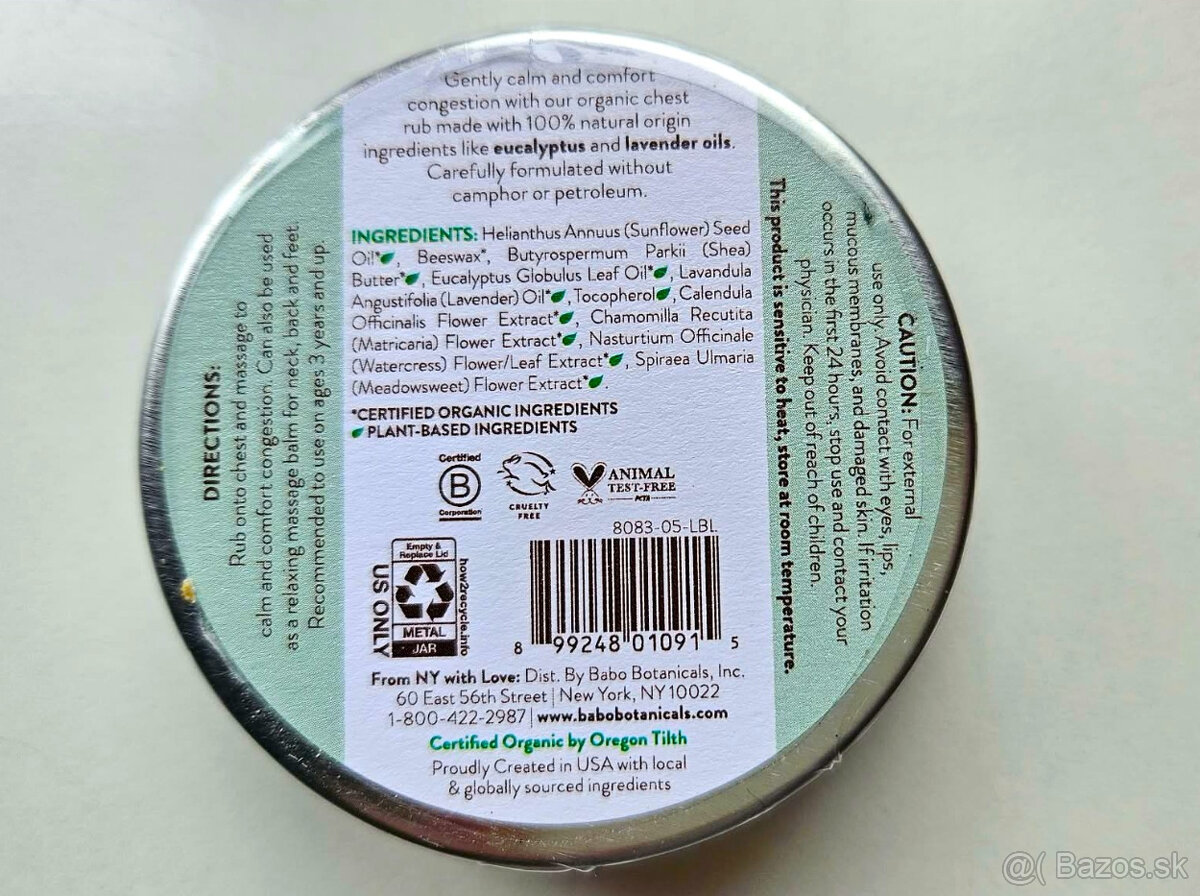 Gently calm and comfort
congestion with our organic chest
rub made with 100% natural origin
ingredients like eucalyptus and lavender oils.
Carefully formulated without
camphor or petroleum.
INGREDIENTS: Helianthus Annuus (Sunflower) Seed
Oil*, Beeswax*, Butyrospermum Parkii (Shea)
Butter*, Eucalyptus Globulus Leaf Oil*, Lavandula
Angustifolia (Lavender) Oil*, Tocopherol, Calendula
Officinalis Flower Extract*, Chamomilla Recutita
(Matricaria) Flower Extract*, Nasturtium Officinale
(Watercress) Flower/Leaf Extract*, Spiraea Ulmaria
(Meadowsweet) Flower Extract*.
*CERTIFIED ORGANIC INGREDIENTS
PLANT-BASED INGREDIENTS
Certified
B
Corporation
CRUELTY
FREE
ANIMAL
TEST-FREE
PETA
8083-05-LBL
8 99248 01091 5
Empty &
Replace Lid
METAL
JAR
US ONLY
how2recycle.info
From NY with Love: Dist. By Babo Botanicals, Inc.
60 East 56th Street | New York, NY 10022
1-800-422-2987 | www.babobotanicals.com
Certified Organic by Oregon Tilth
Proudly Created in USA with local
& globally sourced ingredients
DIRECTIONS:
Rub onto chest and massage to
calm and comfort congestion. Can also be used
as a relaxing massage balm for neck, back and feet.
Recommended to use on ages 3 years and up.
CAUTION: For external
use only. Avoid contact with eyes, lips,
mucous membranes, and damaged skin. If irritation
occurs in the first 24 hours, stop use and contact your
physician. Keep out of reach of children.
This product is sensitive to heat, store at room temperature.
@( Bazos.sk